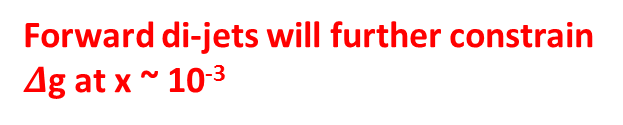 Forward di-jets will further constrain
Δg at x ~ 10⁻³